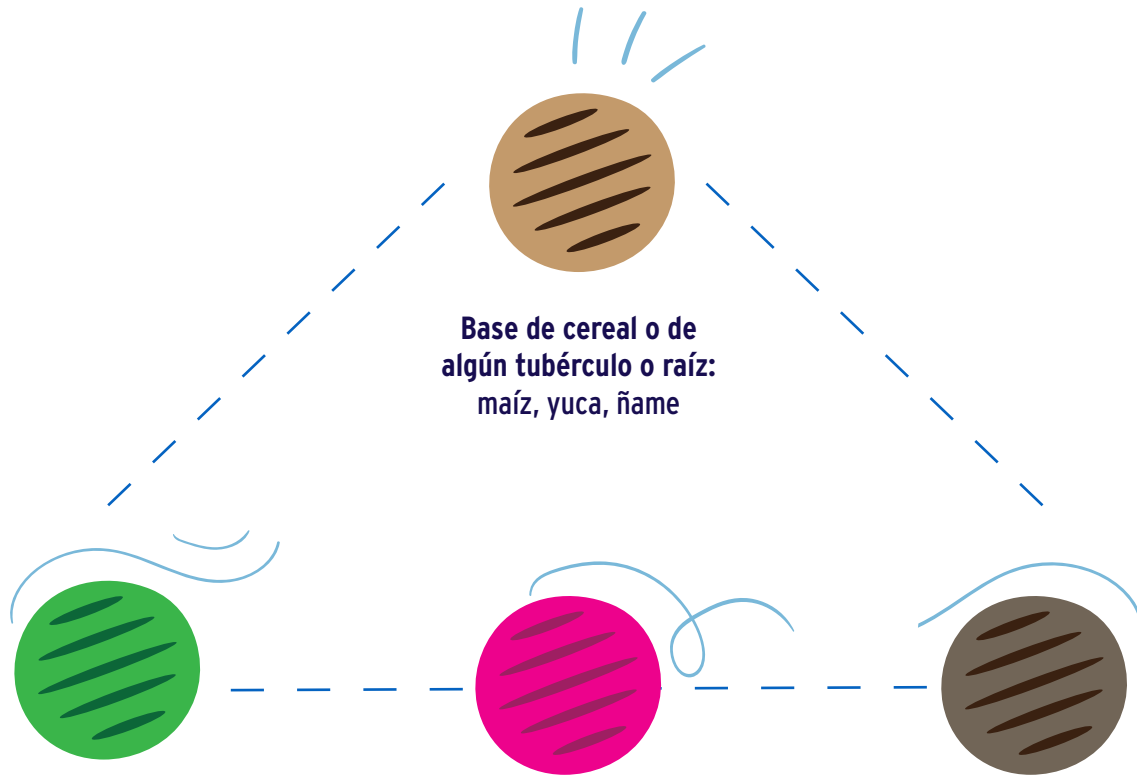 Base de cereal o de
algún tubérculo o raíz:
maíz, yuca, ñame